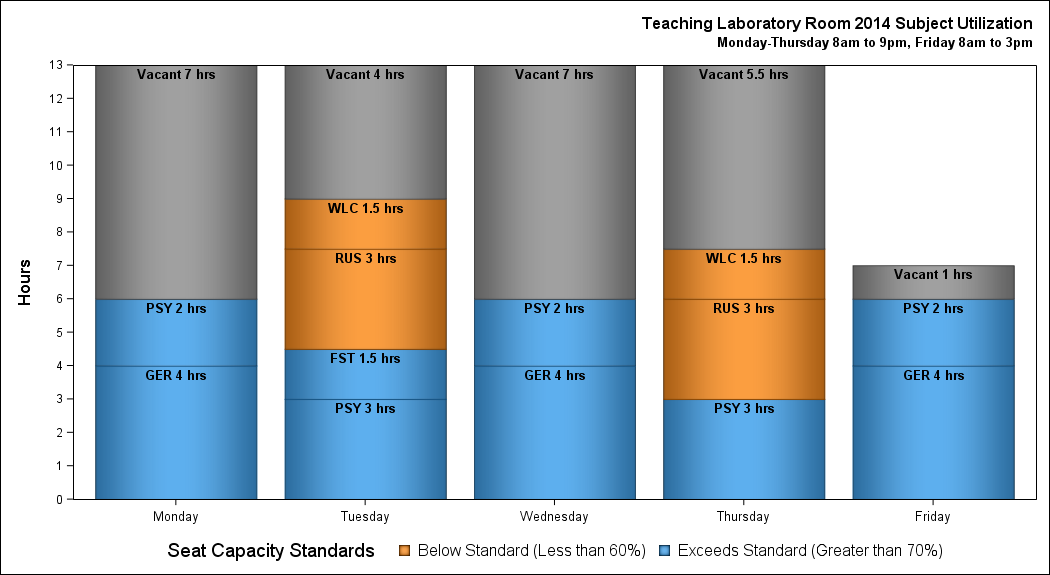 Teaching Laboratory Room 2014 Subject Utilization
Monday-Thursday 8am to 9pm, Friday 8am to 3pm
Hours
13
12
11
10
9
8
7
6
5
4
3
2
1
0
Vacant 7 hrs
PSY 2 hrs
GER 4 hrs
Vacant 4 hrs
WLC 1.5 hrs
RUS 3 hrs
FST 1.5 hrs
PSY 3 hrs
Vacant 7 hrs
PSY 2 hrs
GER 4 hrs
Vacant 5.5 hrs
WLC 1.5 hrs
RUS 3 hrs
PSY 3 hrs
Vacant 1 hrs
PSY 2 hrs
GER 4 hrs
Monday Tuesday Wednesday Thursday Friday
Seat Capacity Standards Below Standard (Less than 60%) Exceeds Standard (Greater than 70%)